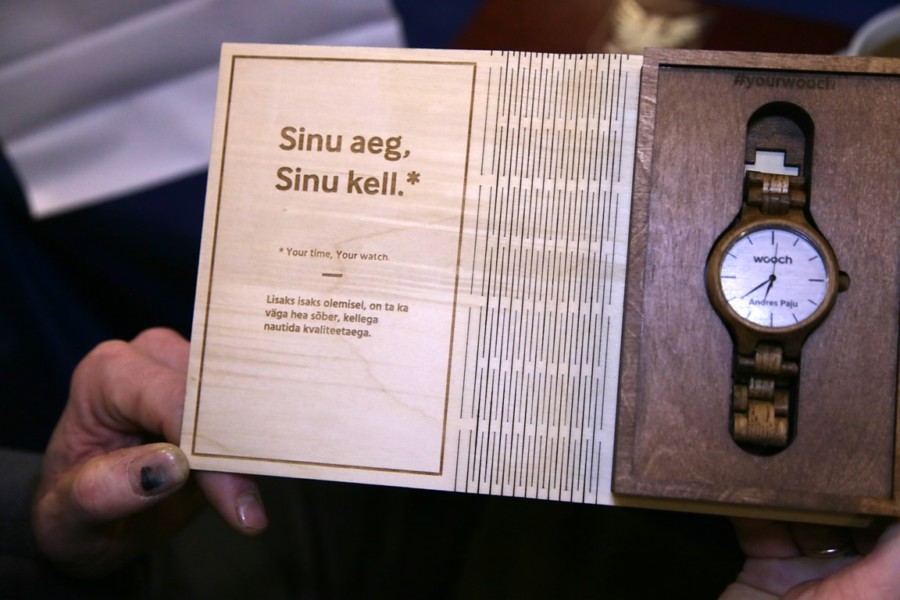 Sinu aeg,
Sinu kell.*
* Your time, Your watch.
Lisaks isaks olemisel, on ta ka
väga hea sõber, kellega
nautida kvaliteetaega.
#yourwooch
wooch
Andres Paju